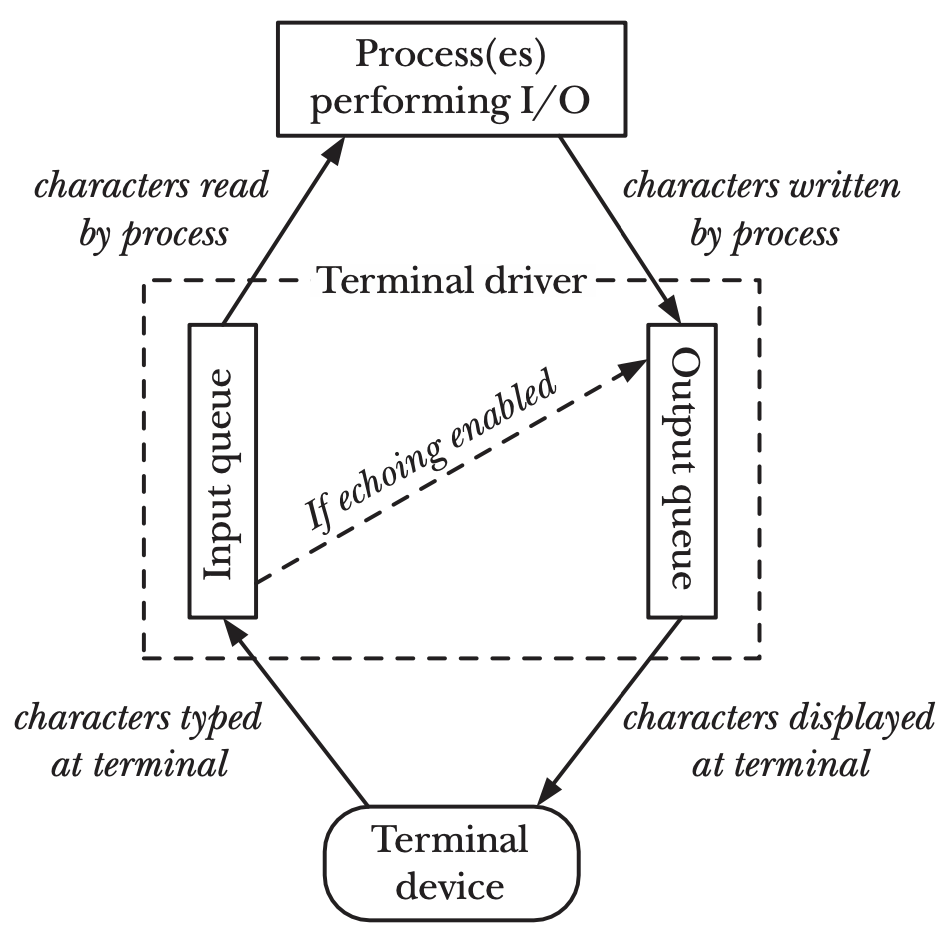 Process(es)
performing I/O
characters read
by process
characters written
by process
Terminal driver
Input queue
If echoing enabled
Output queue
characters typed
at terminal
characters displayed
at terminal
Terminal
device